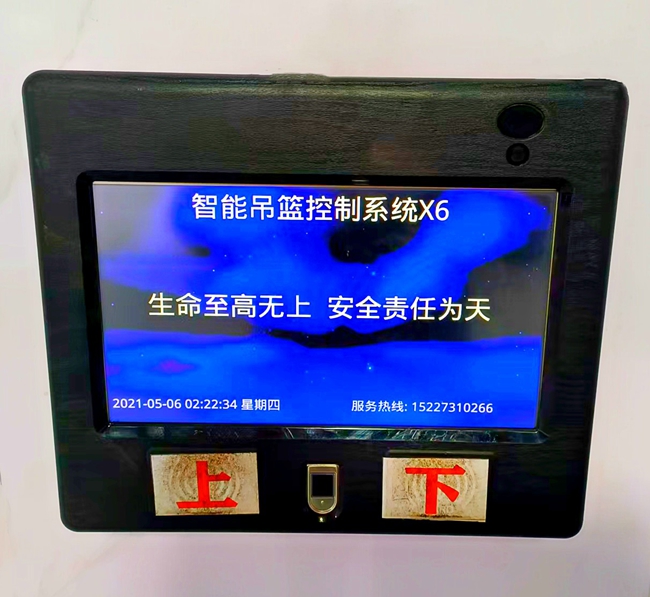 智能吊篮控制系统X6
生命至高无上 安全责任为天
2021-05-06 02:22:34 星期四 服务热线: 15227310266
上 下